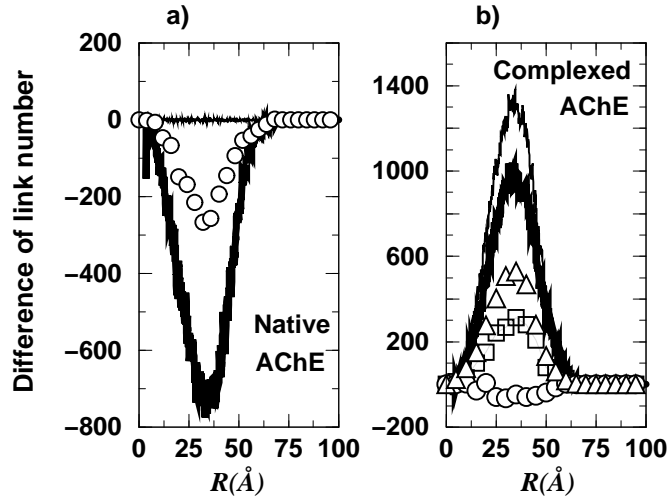 a)
b)
Difference of link number
200
0
−200
−400
−600
−800
Native
AChE
0 25 50 75 100
R(Å)
1400
1000
600
200
−200
Complexed
AChE
0 25 50 75 100
R(Å)